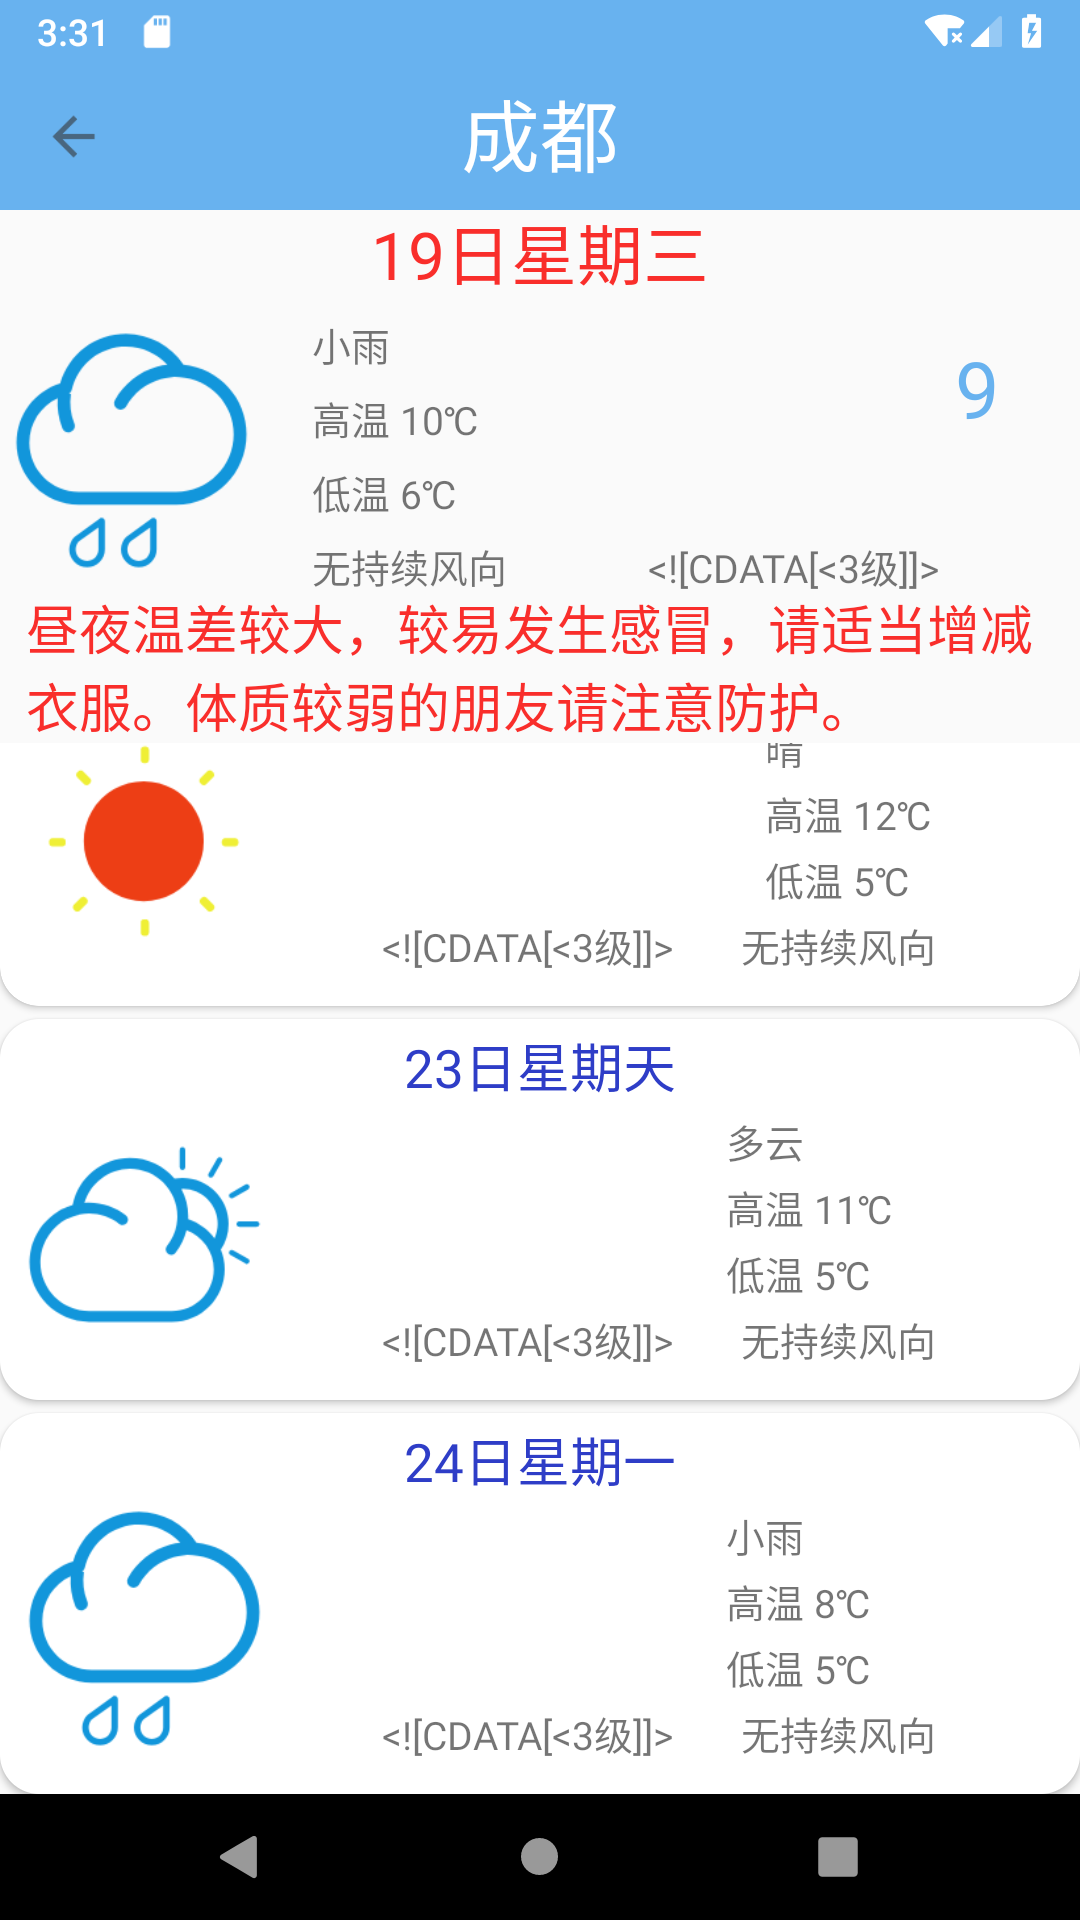 3:31
成都
19日星期三
小雨
9
高温 10℃
低温 6℃
无持续风向 <![CDATA[<3级]]>
昼夜温差较大，较易发生感冒，请适当增减
衣服。体质较弱的朋友请注意防护。
晴
高温 12℃
低温 5℃
<![CDATA[<3级]]> 无持续风向
23日星期天
多云
高温 11℃
低温 5℃
<![CDATA[<3级]]> 无持续风向
24日星期一
小雨
高温 8℃
低温 5℃
<![CDATA[<3级]]> 无持续风向